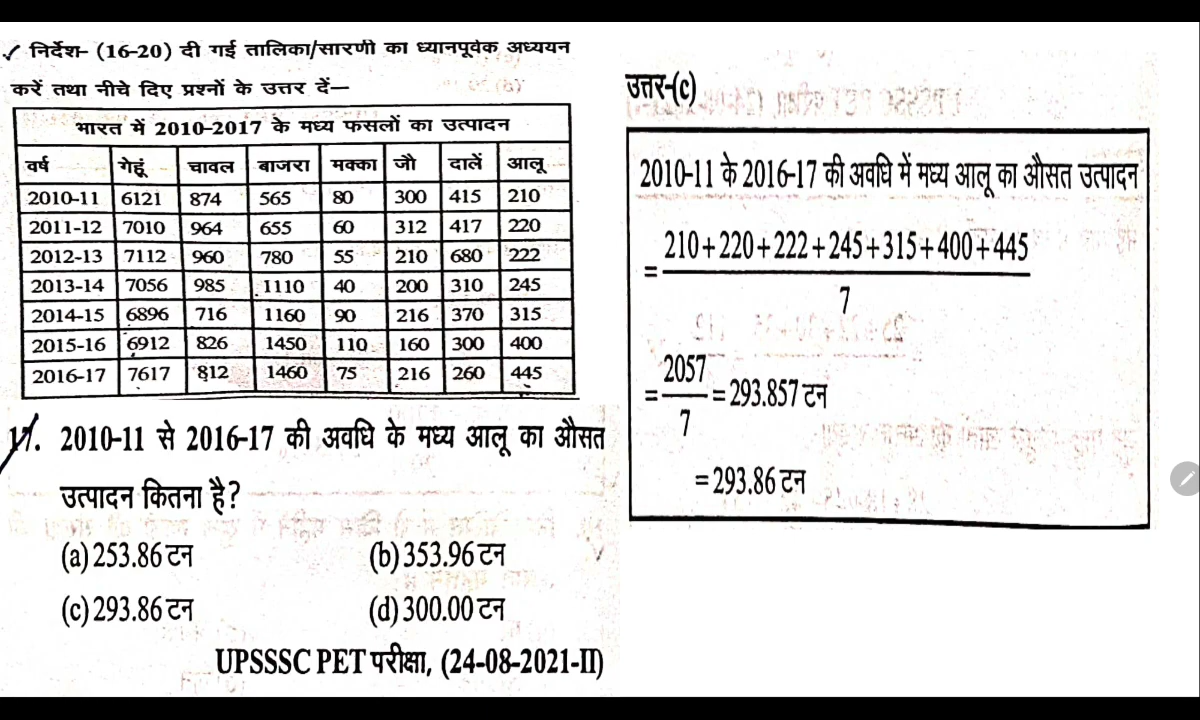 निर्देश- (16-20) दी गई तालिका/सारणी का ध्यानपूर्वक अध्ययन
करें तथा नीचे दिए प्रश्नों के उत्तर दें—
भारत में 2010-2017 के मध्य फसलों का उत्पादन
वर्ष गेहूं चावल बाजरा मक्का जौ दालें आलू
2010-11 6121 874 565 80 300 415 210
2011-12 7010 964 655 60 312 417 220
2012-13 7112 960 780 55 210 680 222
2013-14 7056 985 1110 40 200 310 245
2014-15 6896 716 1160 90 216 370 315
2015-16 6912 826 1450 110 160 300 400
2016-17 7617 812 1460 75 216 260 445
17. 2010-11 से 2016-17 की अवधि के मध्य आलू का औसत
उत्पादन कितना है?
(a) 253.86 टन (b) 353.96 टन
(c) 293.86 टन (d) 300.00 टन
UPSSSC PET परीक्षा, (24-08-2021-II)
उत्तर-(c)
2010-11 के 2016-17 की अवधि में मध्य आलू का औसत उत्पादन
= 210+220+222+245+315+400+445
7
= 2057 = 293.857 टन
7
= 293.86 टन